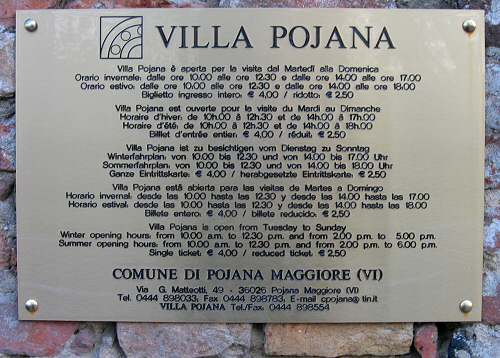 VILLA POJANA
Villa Pojana è aperta per la visita dal Martedì alla Domenica
Orario invernale: dalle ore 10.00 alle ore 12.30 e dalle ore 14.00 alle ore 17.00
Orario estivo: dalle ore 10.00 alle ore 12.30 e dalle ore 14.00 alle ore 18.00
Biglietto ingresso intero: € 4,00 / ridotto: € 2,50
Villa Pojana est ouverte pour la visite du Mardi au Dimanche
Horaire d'hiver: de 10h.00 à 12h.30 et de 14h.00 à 17h.00
Horaire d'été: de 10h.00 à 12h.30 et de 14h.00 à 18h.00
Billet d'entrée entier: € 4,00 / réduit: € 2,50
Villa Pojana ist zu besichtigen vom Dienstag zu Sonntag
Winterfahrplan: von 10.00 bis 12.30 und von 14.00 bis 17.00 Uhr
Sommerfahrplan: von 10.00 bis 12.30 und von 14.00 bis 18.00 Uhr
Ganze Eintrittskarte: € 4,00 / herabgesetzte Eintrittskarte: € 2,50
Villa Pojana está abierta para las visitas de Martes a Domingo
Horario invernal: desde las 10.00 hasta las 12.30 y desde las 14.00 hasta las 17.00
Horario estival: desde las 10.00 hasta las 12.30 y desde las 14.00 hasta las 18.00
Billete entero: € 4,00 / billete reducido: € 2,50
Villa Pojana is open from Tuesday to Sunday
Winter opening hours: from 10.00 a.m. to 12.30 p.m. and from 2.00 p.m. to 5.00 p.m.
Summer opening hours: from 10.00 a.m. to 12.30 p.m. and from 2.00 p.m. to 6.00 p.m.
Single ticket: € 4,00 / reduced ticket: € 2,50
COMUNE DI POJANA MAGGIORE (VI)
Via G. Matteotti, 49 - 36026 Pojana Maggiore (VI)
Tel. 0444 898033; Fax 0444 898783; E-mail cpojana@tin.it
VILLA POJANA Tel./Fax: 0444 898554